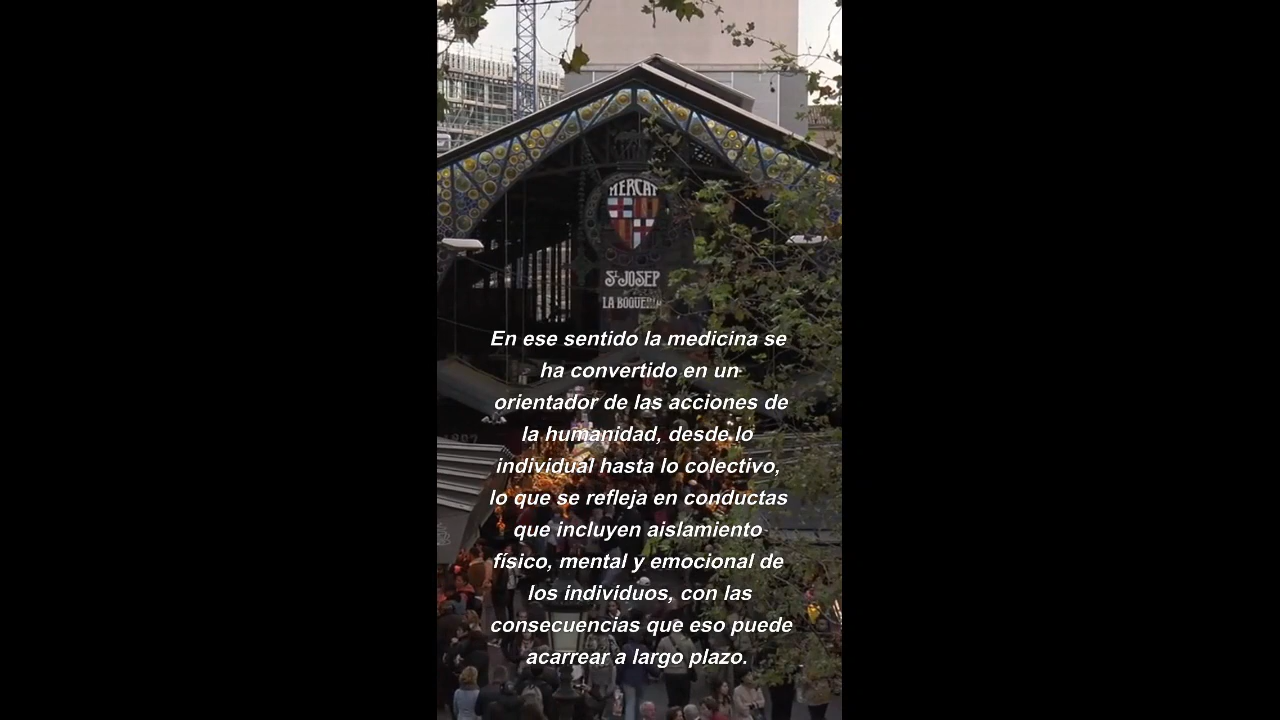 MERCAT
St JOSEP
LA BOQUERIA
En ese sentido la medicina se
ha convertido en un
orientador de las acciones de
la humanidad, desde lo
individual hasta lo colectivo,
lo que se refleja en conductas
que incluyen aislamiento
físico, mental y emocional de
los individuos, con las
consecuencias que eso puede
acarrear a largo plazo.